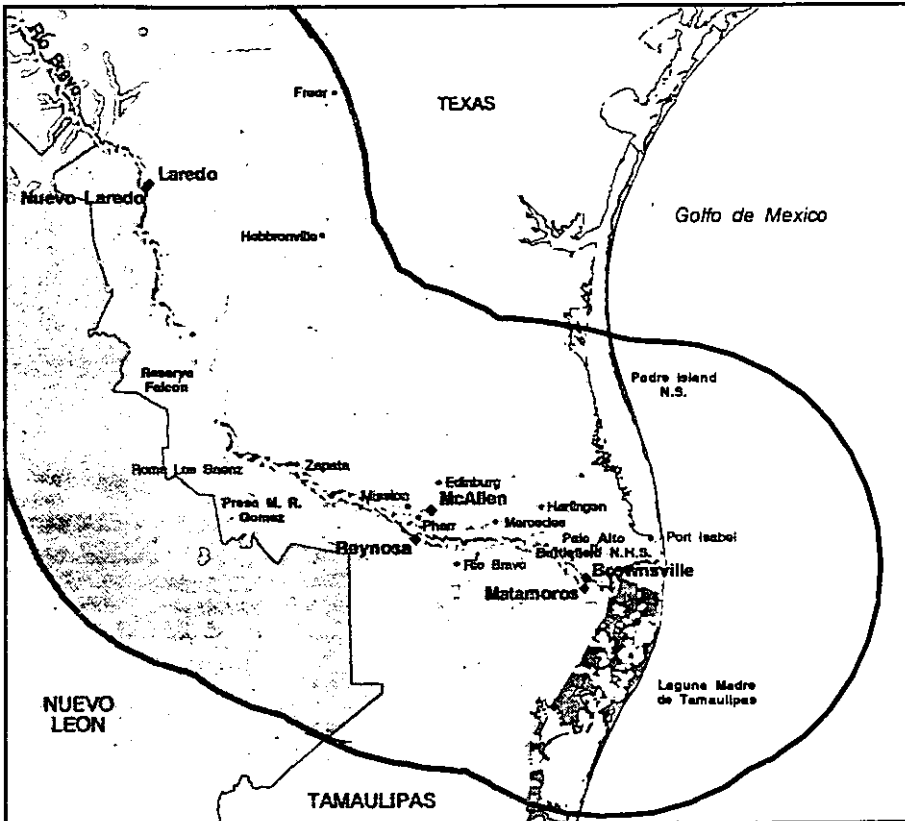 Río Bravo
Freer
TEXAS
Laredo
Nuevo Laredo
Golfo de Mexico
Hebbronville
Reserva
Falcon
Padre Island
N.S.
Roma Los Saenz
Zapata
Edinburg
Mission
McAllen
Presa M. R.
Gomez
Harlingen
Pharr
Mercedes
Reynosa
Palo Alto
Battlefield N.H.S.
Port Isabel
Río Bravo
Brownsville
Matamoros
Laguna Madre
de Tamaulipas
NUEVO
LEON
TAMAULIPAS